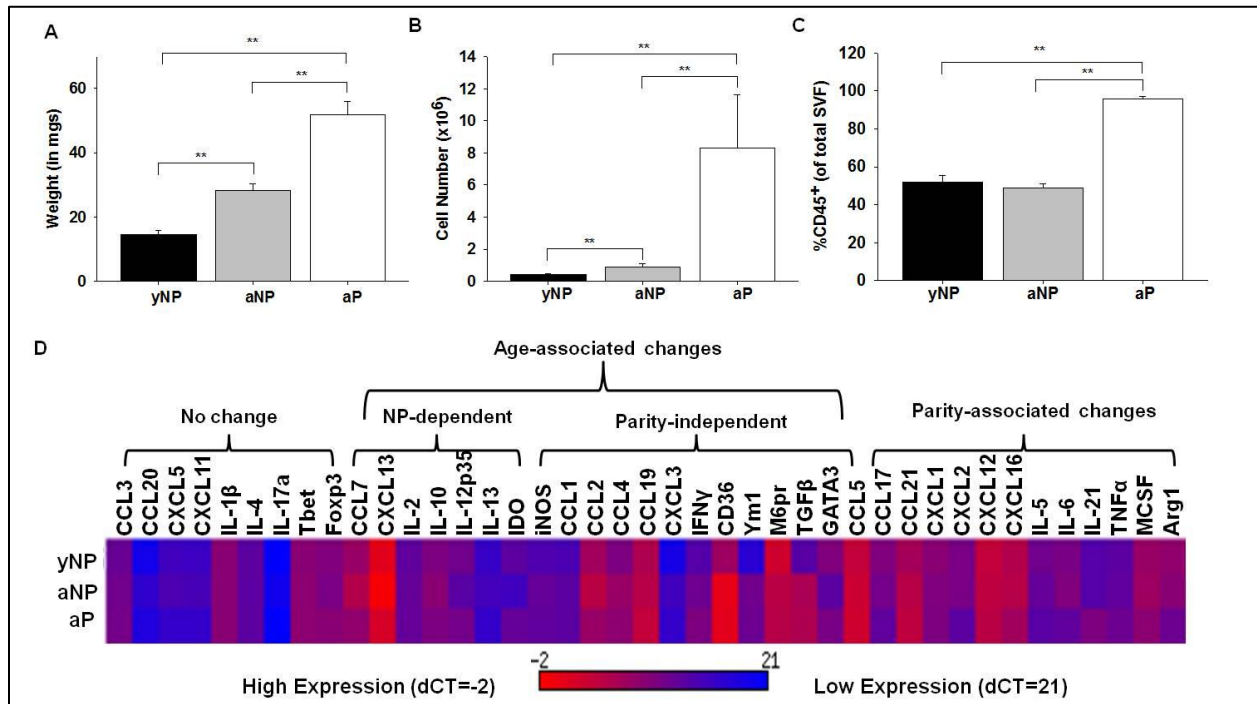 A
B
C
**
**
**
Weight (in mgs)
60
40
20
0
yNP
aNP
aP
**
**
**
Cell Number (x10⁶)
14
12
10
8
6
4
2
0
yNP
aNP
aP
**
**
%CD45⁺ (of total SVF)
120
100
80
60
40
20
0
yNP
aNP
aP
D
Age-associated changes
No change
NP-dependent
Parity-independent
Parity-associated changes
CCL3
CCL20
CXCL5
CXCL11
IL-1β
IL-4
IL-17a
Tbet
Foxp3
CCL7
CXCL13
IL-2
IL-10
IL-12p35
IL-13
IDO
iNOS
CCL1
CCL2
CCL4
CCL19
CXCL3
IFNγ
CD36
Ym1
M6pr
TGFβ
GATA3
CCL5
CCL17
CCL21
CXCL1
CXCL2
CXCL12
CXCL16
IL-5
IL-6
IL-21
TNFα
MCSF
Arg1
yNP
aNP
aP
-2
21
High Expression (dCT=-2)
Low Expression (dCT=21)